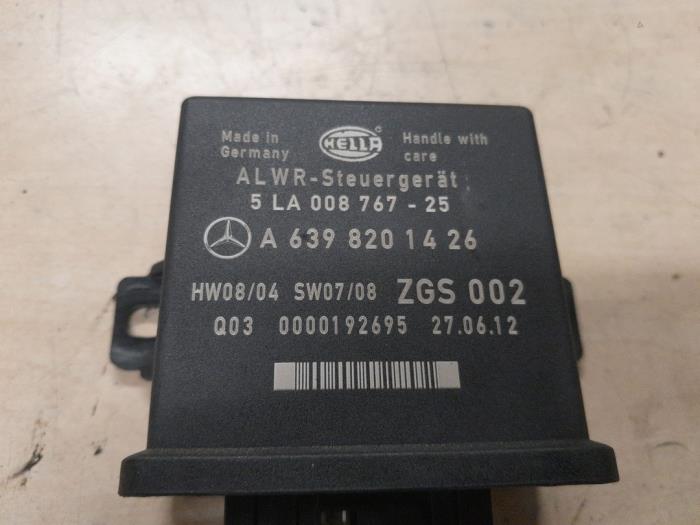 Made in HELLA © Handle with
Germany care
ALWR-Steuergerät
5 LA 008 767 - 25
A 639 820 14 26
HW08/04 SW07/08 ZGS 002
Q03 0000192695 27.06.12